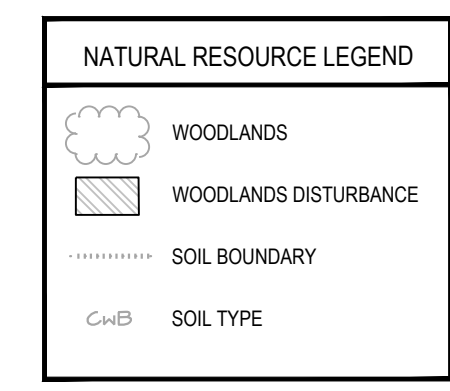 NATURAL RESOURCE LEGEND
WOODLANDS
WOODLANDS DISTURBANCE
SOIL BOUNDARY
CwB SOIL TYPE